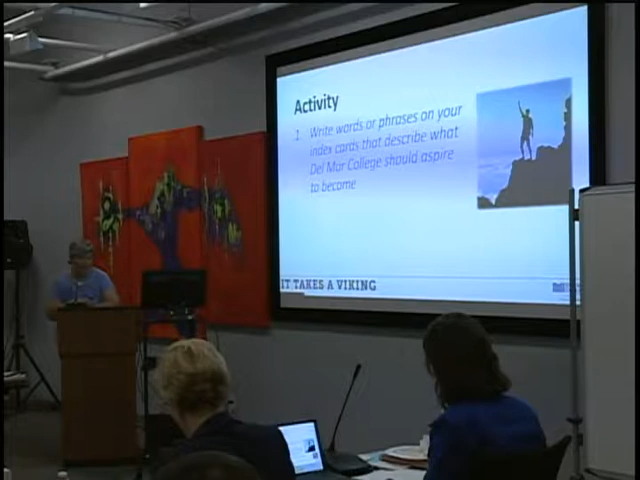 Activity
1. Write words or phrases on your
index cards that describe what
Del Mar College should aspire
to become
IT TAKES A VIKING